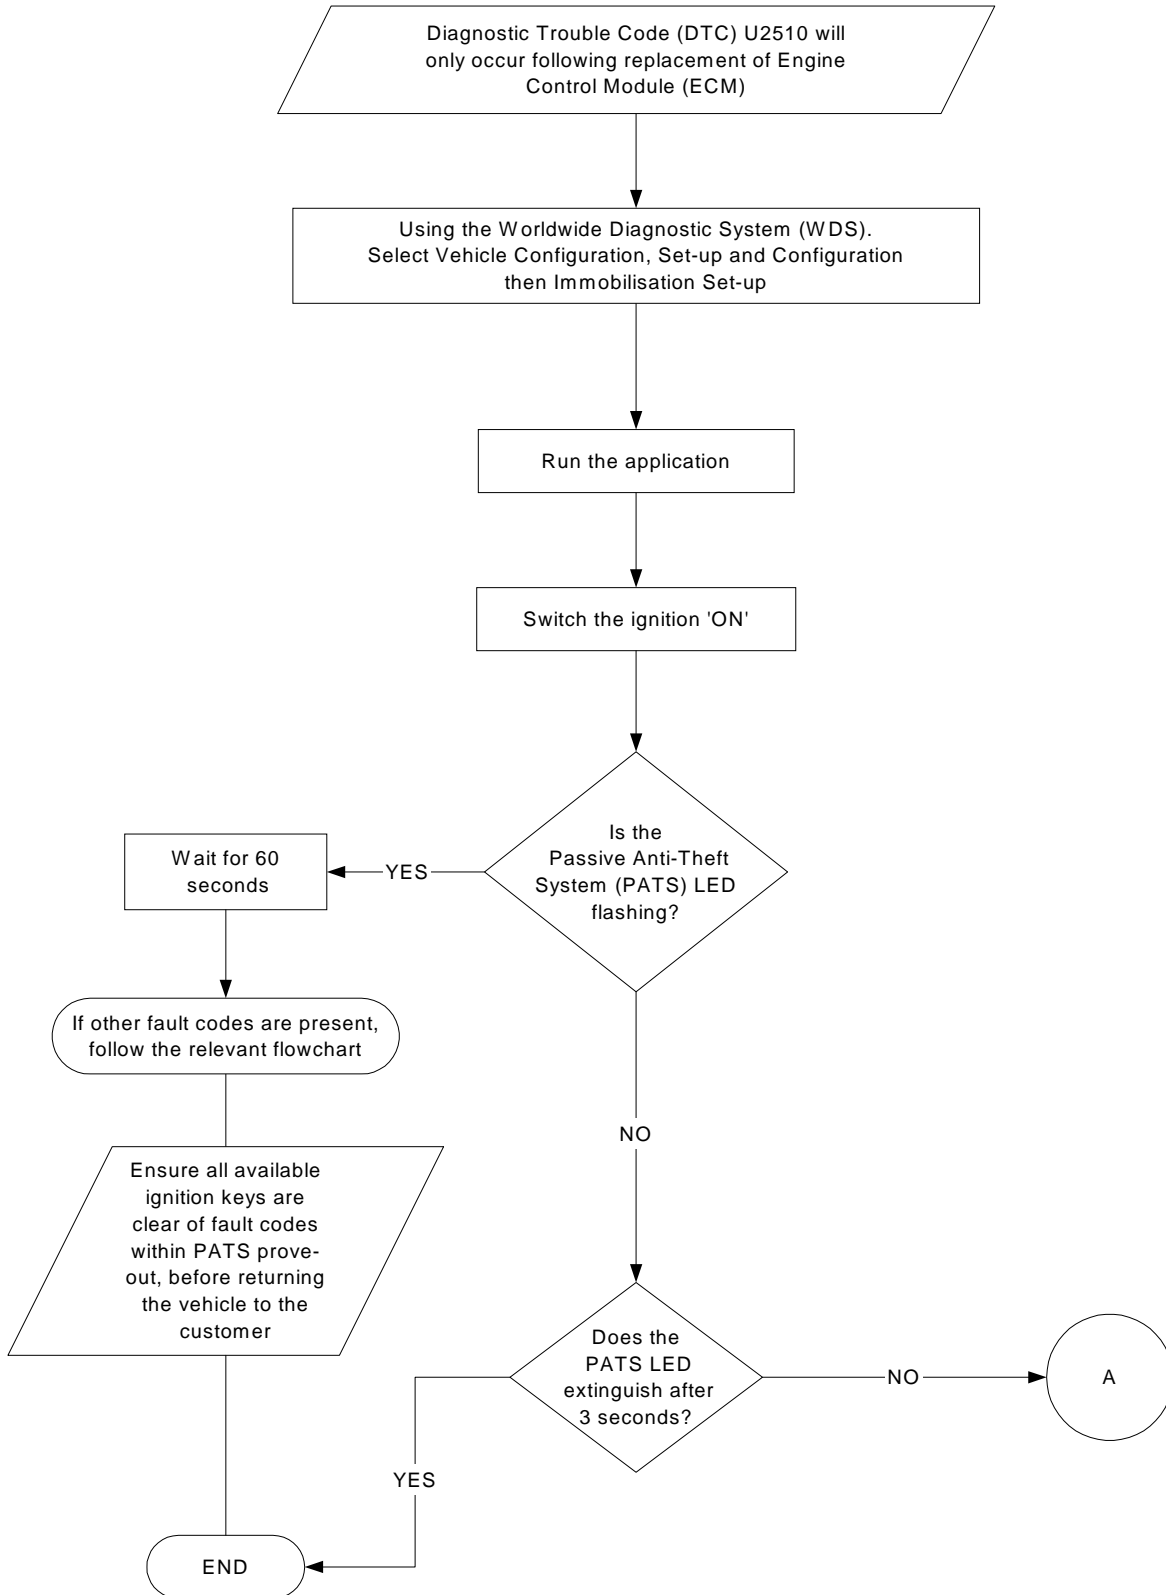 Diagnostic Trouble Code (DTC) U2510 will
only occur following replacement of Engine
Control Module (ECM)
Using the Worldwide Diagnostic System (WDS).
Select Vehicle Configuration, Set-up and Configuration
then Immobilisation Set-up
Run the application
Switch the ignition 'ON'
Is the
Passive Anti-Theft
System (PATS) LED
flashing?
YES
Wait for 60
seconds
If other fault codes are present,
follow the relevant flowchart
NO
Ensure all available
ignition keys are
clear of fault codes
within PATS prove-
out, before returning
the vehicle to the
customer
Does the
PATS LED
extinguish after
3 seconds?
NO
A
YES
END